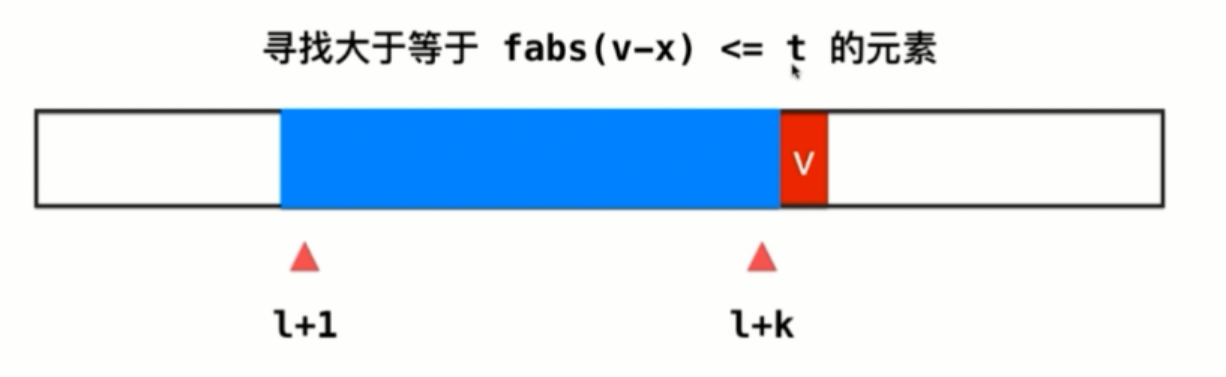 寻找大于等于 fabs(v-x) <= t 的元素
v
l+1 l+k